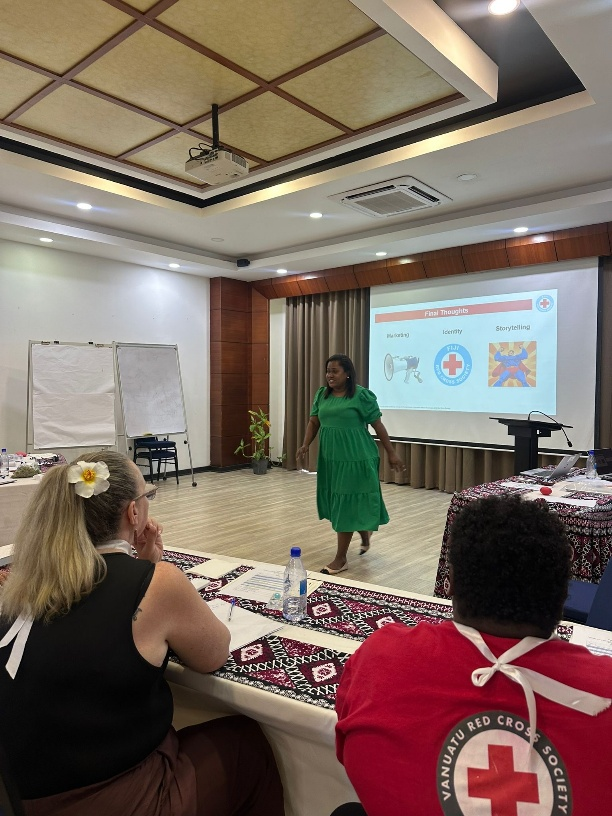 Final Thoughts
Marketing
Identity
Storytelling
FIJI
RED CROSS SOCIETY
VANUATU RED CROSS SOCIETY